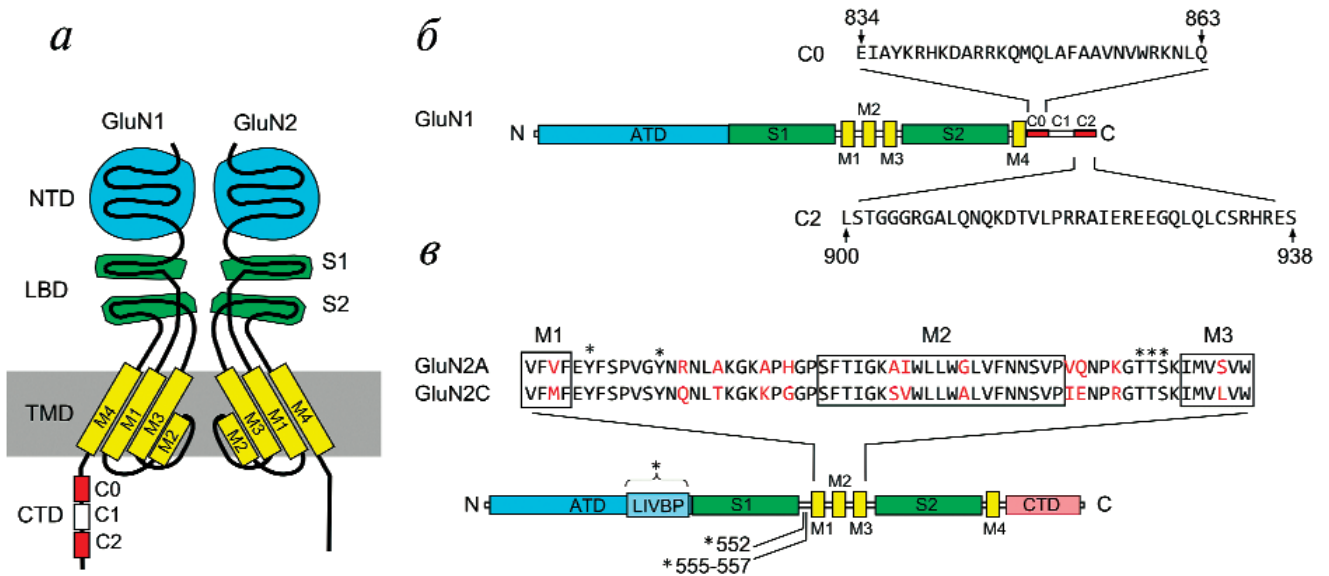 а
GluN1 GluN2
NTD
LBD
S1
S2
TMD
M4 M1 M3 M2 M2 M3 M1 M4
CTD
C0
C1
C2
б
834 863
C0 EIAYKRHKDARRKQMQLAFAAVNVWRKNLQ
GluN1
N ATD S1 M1 M2 M3 S2 M4 C0 C1 C2 C
C2 LSTGGGRGALQNQKDTVLPRRAIEREEGQLQLCSRHRES
900 938
в
M1 M2 M3
* * ***
GluN2A VFVFEYFSPVGYNRNLAKGKAPHGPSFTIGKAIWLLWGLVFNNSVPVQNPKGTTSKIMVSVW
GluN2C VFMFEYFSPVSYNQNLTKGKKPGGPSFTIGKSVWLLWALVFNNSVPIENPRGTTSKIMVLVW
*
N ATD LIVBP S1 M1 M2 M3 S2 M4 CTD C
*552
*555-557